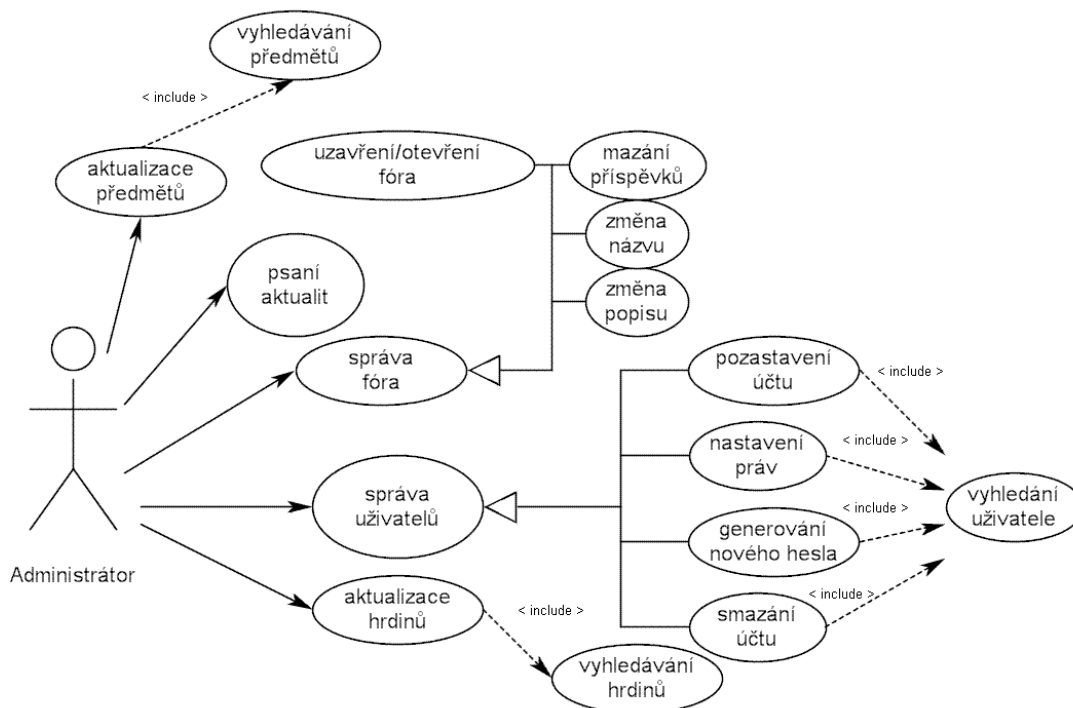 vyhledávání
předmětů
< include >
aktualizace
předmětů
uzavření/otevření
fóra
mazání
příspěvků
změna
názvu
změna
popisu
psaní
aktualit
správa
fóra
pozastavení
účtu
< include >
nastavení
práv
< include >
správa
uživatelů
vyhledání
uživatele
< include >
generování
nového hesla
Administrátor
aktualizace
hrdinů
< include >
smazání
účtu
< include >
vyhledávání
hrdinů